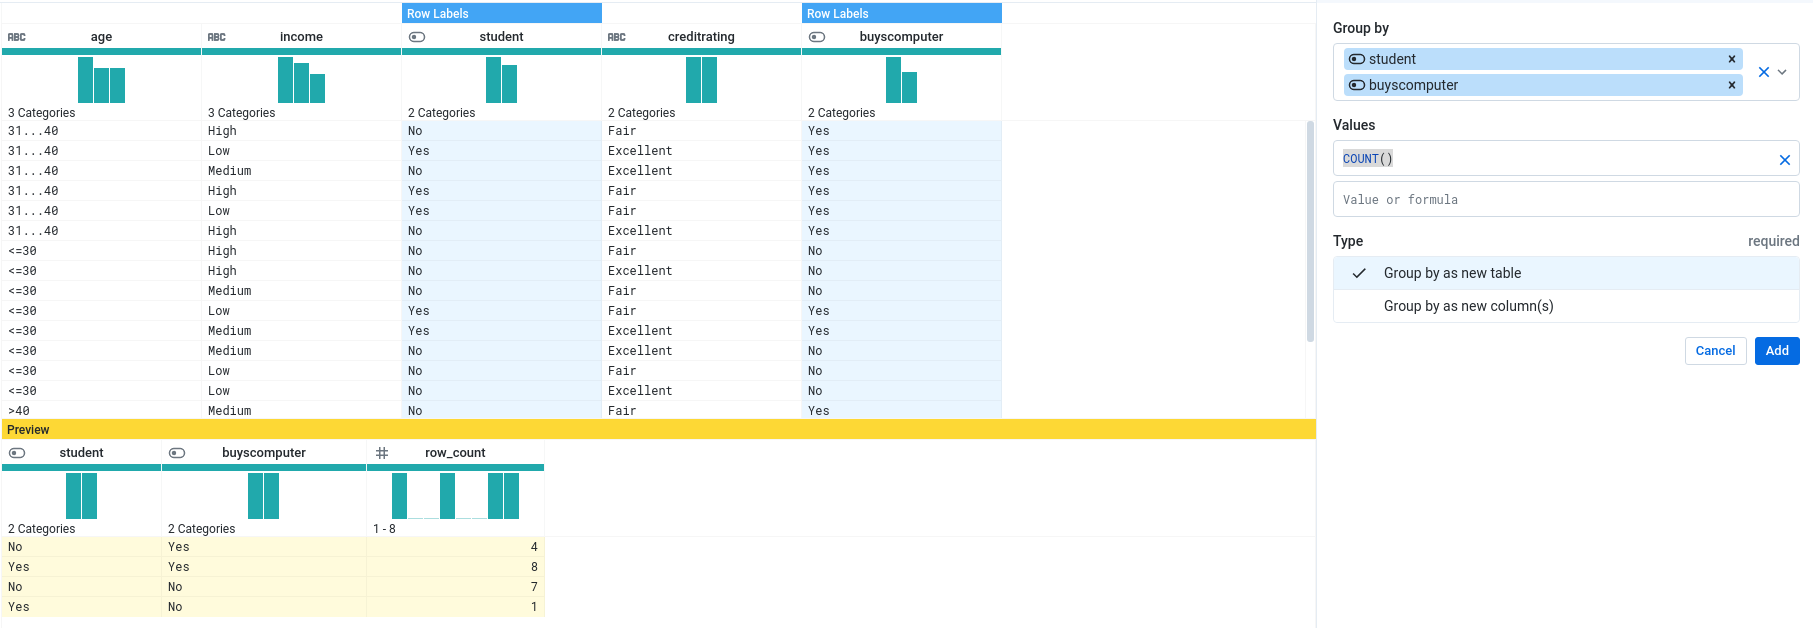 Row Labels Row Labels
ABC age ABC income student ABC creditrating buyscomputer
3 Categories 3 Categories 2 Categories 2 Categories 2 Categories
31...40 High No Fair Yes
31...40 Low Yes Excellent Yes
31...40 Medium No Excellent Yes
31...40 High Yes Fair Yes
31...40 Low Yes Fair Yes
31...40 High No Excellent Yes
<=30 High No Fair No
<=30 High No Excellent No
<=30 Medium No Fair No
<=30 Low Yes Fair Yes
<=30 Medium Yes Excellent Yes
<=30 Medium No Excellent No
<=30 Low No Fair No
<=30 Low No Excellent No
>40 Medium No Fair Yes
Preview
student buyscomputer # row_count
2 Categories 2 Categories 1 - 8
No Yes 4
Yes Yes 8
No No 7
Yes No 1
Group by
student ×
buyscomputer ×
Values
COUNT()
Value or formula
Type required
Group by as new table
Group by as new column(s)
Cancel Add